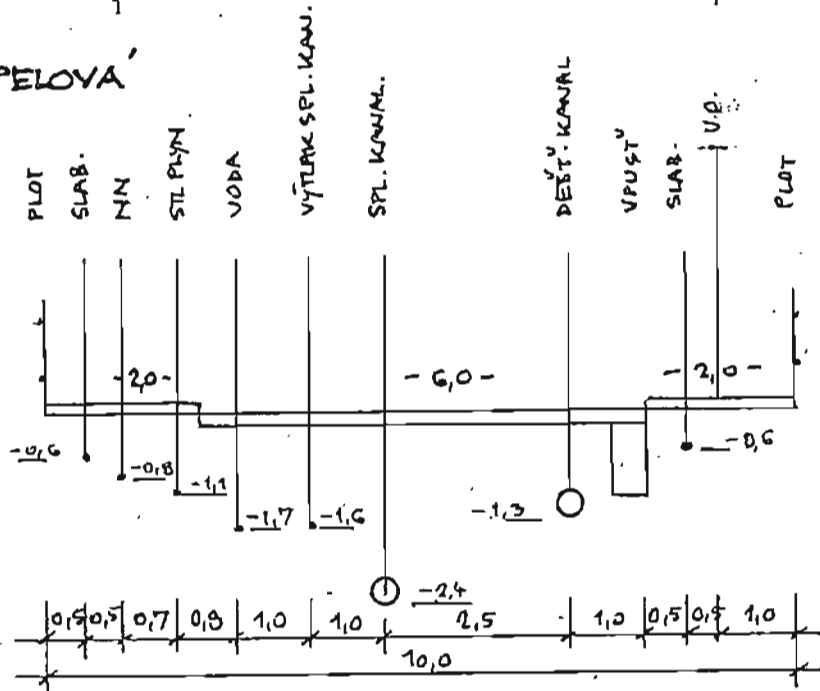 PELOVÁ
PLOT
SLAB.
NN
STL PLYN
VODA
VÝTLAK SPL. KAN.
SPL. KANAL.
DEŠŤ. KANAL
VPUSŤ
SLAB.
V.O.
PLOT
-2,0-
-6,0-
-2,0-
-0,6
-0,8
-1,1
-1,7
-1,6
-2,4
-1,3
-0,6
0,5 0,5 0,7 0,8 1,0 1,0 2,5 1,0 0,5 0,5 1,0
10,0